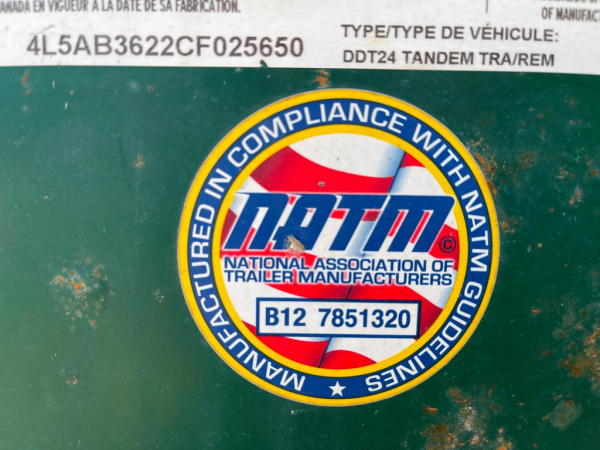 CANADA EN VIGUEUR A LA DATE DE SA FABRICATION.
OF MANUFACT
4L5AB3622CF025650
TYPE/TYPE DE VÉHICULE:
DDT24 TANDEM TRA/REM
MANUFACTURED IN COMPLIANCE WITH NATM GUIDELINES
NATM ©
NATIONAL ASSOCIATION OF
TRAILER MANUFACTURERS
B12 7851320